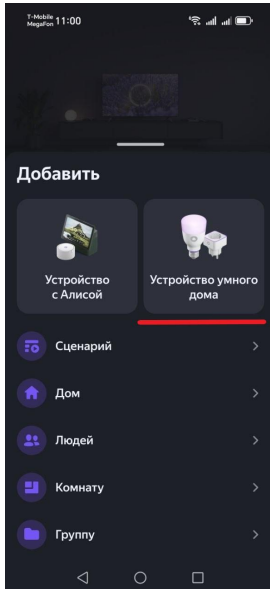 T-Mobile
MegaFon 11:00
Добавить
Устройство
с Алисой
Устройство умного
дома
Сценарий
Дом
Людей
Комнату
Группу